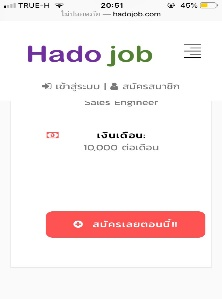 TRUE-H 20:51 45%
ไม่ปลอดภัย — hadojob.com
Hado job
เข้าสู่ระบบ | สมัครสมาชิก
Sales Engineer
เงินเดือน:
10,000 ต่อเดือน
สมัครเลยตอนนี้!!